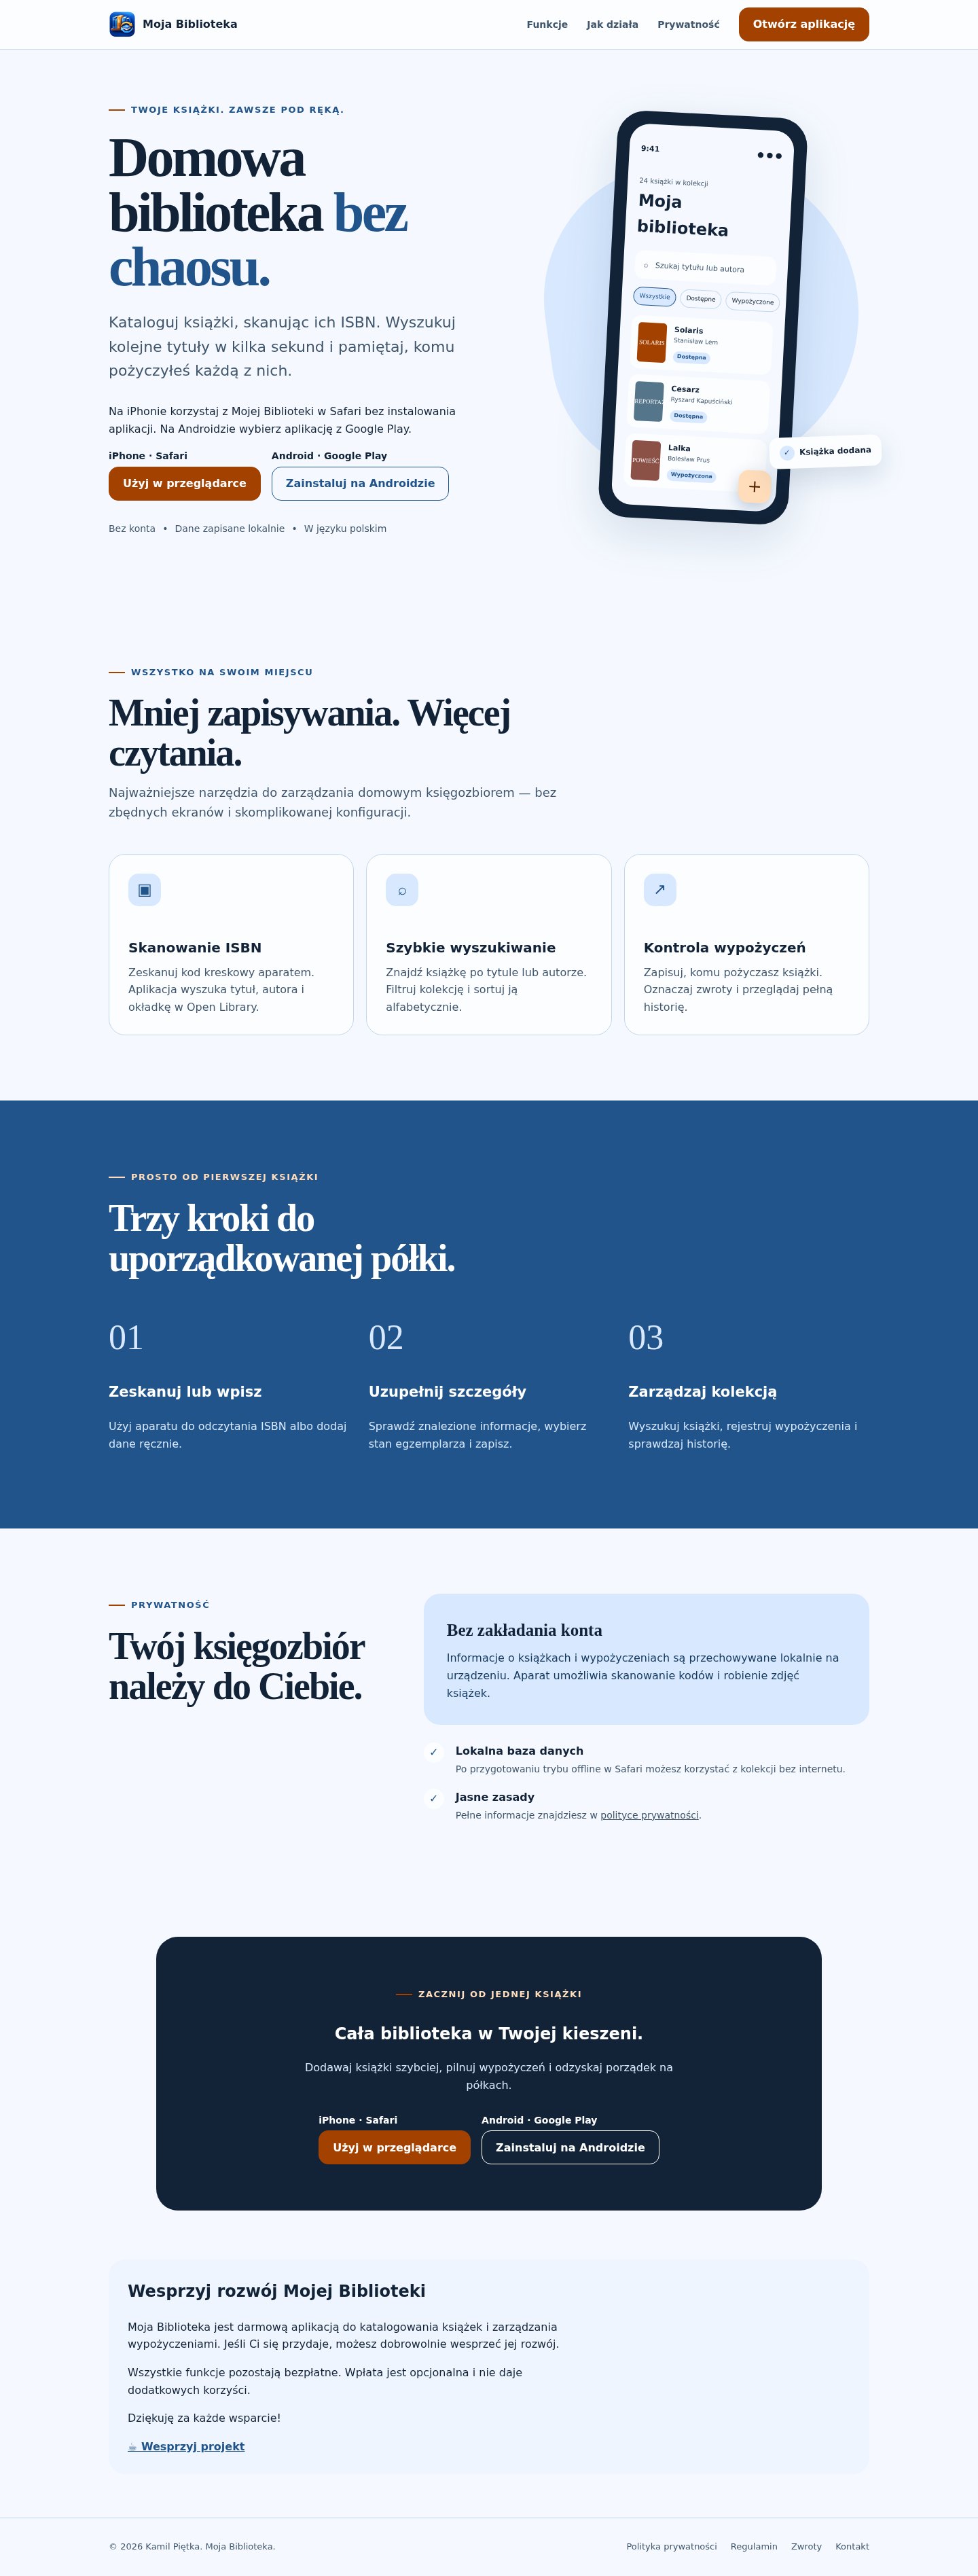 Moja Biblioteka
Funkcje
Jak działa
Prywatność
Otwórz aplikację
TWOJE KSIĄŻKI. ZAWSZE POD RĘKĄ.
Domowa
biblioteka bez
chaosu.
Kataloguj książki, skanując ich ISBN. Wyszukuj
kolejne tytuły w kilka sekund i pamiętaj, komu
pożyczyłeś każdą z nich.
Na iPhonie korzystaj z Mojej Biblioteki w Safari bez instalowania
aplikacji. Na Androidzie wybierz aplikację z Google Play.
iPhone · Safari
Użyj w przeglądarce
Android · Google Play
Zainstaluj na Androidzie
Bez konta • Dane zapisane lokalnie • W języku polskim
9:41
24 książki w kolekcji
Moja
biblioteka
Szukaj tytułu lub autora
Wszystkie
Dostępne
Wypożyczone
SOLARIS
Solaris
Stanisław Lem
Dostępna
Cesarz
Ryszard Kapuściński
Dostępna
POWIEŚĆ
Lalka
Bolesław Prus
Wypożyczona
+
✓ Książka dodana
WSZYSTKO NA SWOIM MIEJSCU
Mniej zapisywania. Więcej
czytania.
Najważniejsze narzędzia do zarządzania domowym księgozbiorem — bez
zbędnych ekranów i skomplikowanej konfiguracji.
Skanowanie ISBN
Zeskanuj kod kreskowy aparatem.
Aplikacja wyszuka tytuł, autora i
okładkę w Open Library.
Szybkie wyszukiwanie
Znajdź książkę po tytule lub autorze.
Filtruj kolekcję i sortuj ją
alfabetycznie.
Kontrola wypożyczeń
Zapisuj, komu pożyczasz książki.
Oznaczaj zwroty i przeglądaj pełną
historię.
PROSTO OD PIERWSZEJ KSIĄŻKI
Trzy kroki do
uporządkowanej półki.
01
Zeskanuj lub wpisz
Użyj aparatu do odczytania ISBN albo dodaj
dane ręcznie.
02
Uzupełnij szczegóły
Sprawdź znalezione informacje, wybierz
stan egzemplarza i zapisz.
03
Zarządzaj kolekcją
Wyszukuj książki, rejestruj wypożyczenia i
sprawdzaj historię.
PRYWATNOŚĆ
Twój księgozbiór
należy do Ciebie.
Bez zakładania konta
Informacje o książkach i wypożyczeniach są przechowywane lokalnie na
urządzeniu. Aparat umożliwia skanowanie kodów i robienie zdjęć
książek.
✓ Lokalna baza danych
Po przygotowaniu trybu offline w Safari możesz korzystać z kolekcji bez internetu.
✓ Jasne zasady
Pełne informacje znajdziesz w polityce prywatności.
ZACZNIJ OD JEDNEJ KSIĄŻKI
Cała biblioteka w Twojej kieszeni.
Dodawaj książki szybciej, pilnuj wypożyczeń i odzyskaj porządek na
półkach.
iPhone · Safari
Użyj w przeglądarce
Android · Google Play
Zainstaluj na Androidzie
Wesprzyj rozwój Mojej Biblioteki
Moja Biblioteka jest darmową aplikacją do katalogowania książek i zarządzania
wypożyczeniami. Jeśli Ci się przydaje, możesz dobrowolnie wesprzeć jej rozwój.
Wszystkie funkcje pozostają bezpłatne. Wpłata jest opcjonalna i nie daje
dodatkowych korzyści.
Dziękuję za każde wsparcie!
☕ Wesprzyj projekt
© 2026 Kamil Piętka. Moja Biblioteka.
Polityka prywatności
Regulamin
Zwroty
Kontakt